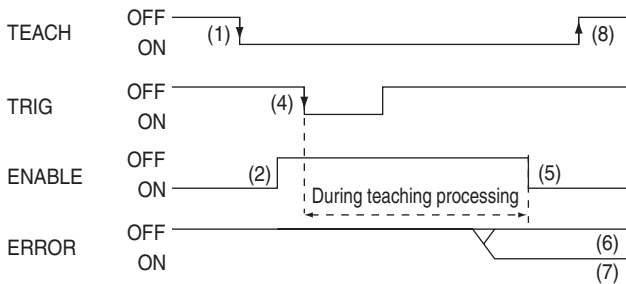 TEACH
OFF
ON
(1)
(8)
TRIG
OFF
ON
(4)
ENABLE
OFF
ON
(2)
During teaching processing
(5)
ERROR
OFF
ON
(6)
(7)